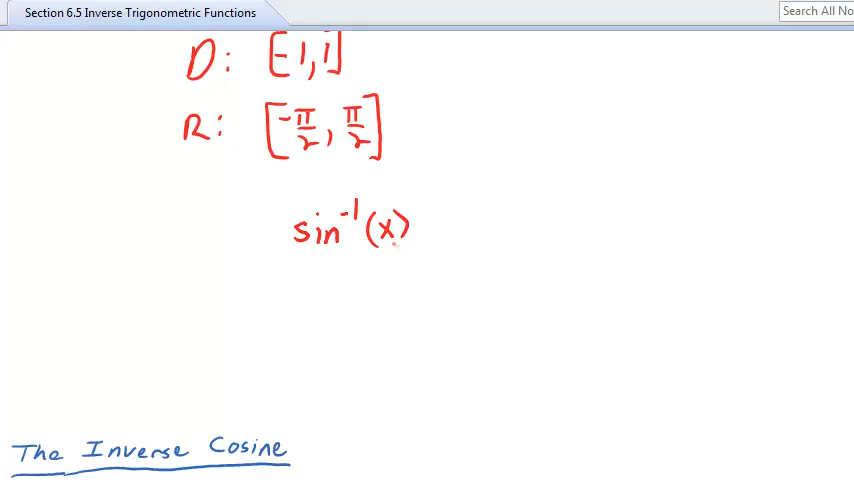 Section 6.5 Inverse Trigonometric Functions
Search All No
D: [-1, 1]
R: [-π/2, π/2]
sin⁻¹(x)
The Inverse Cosine